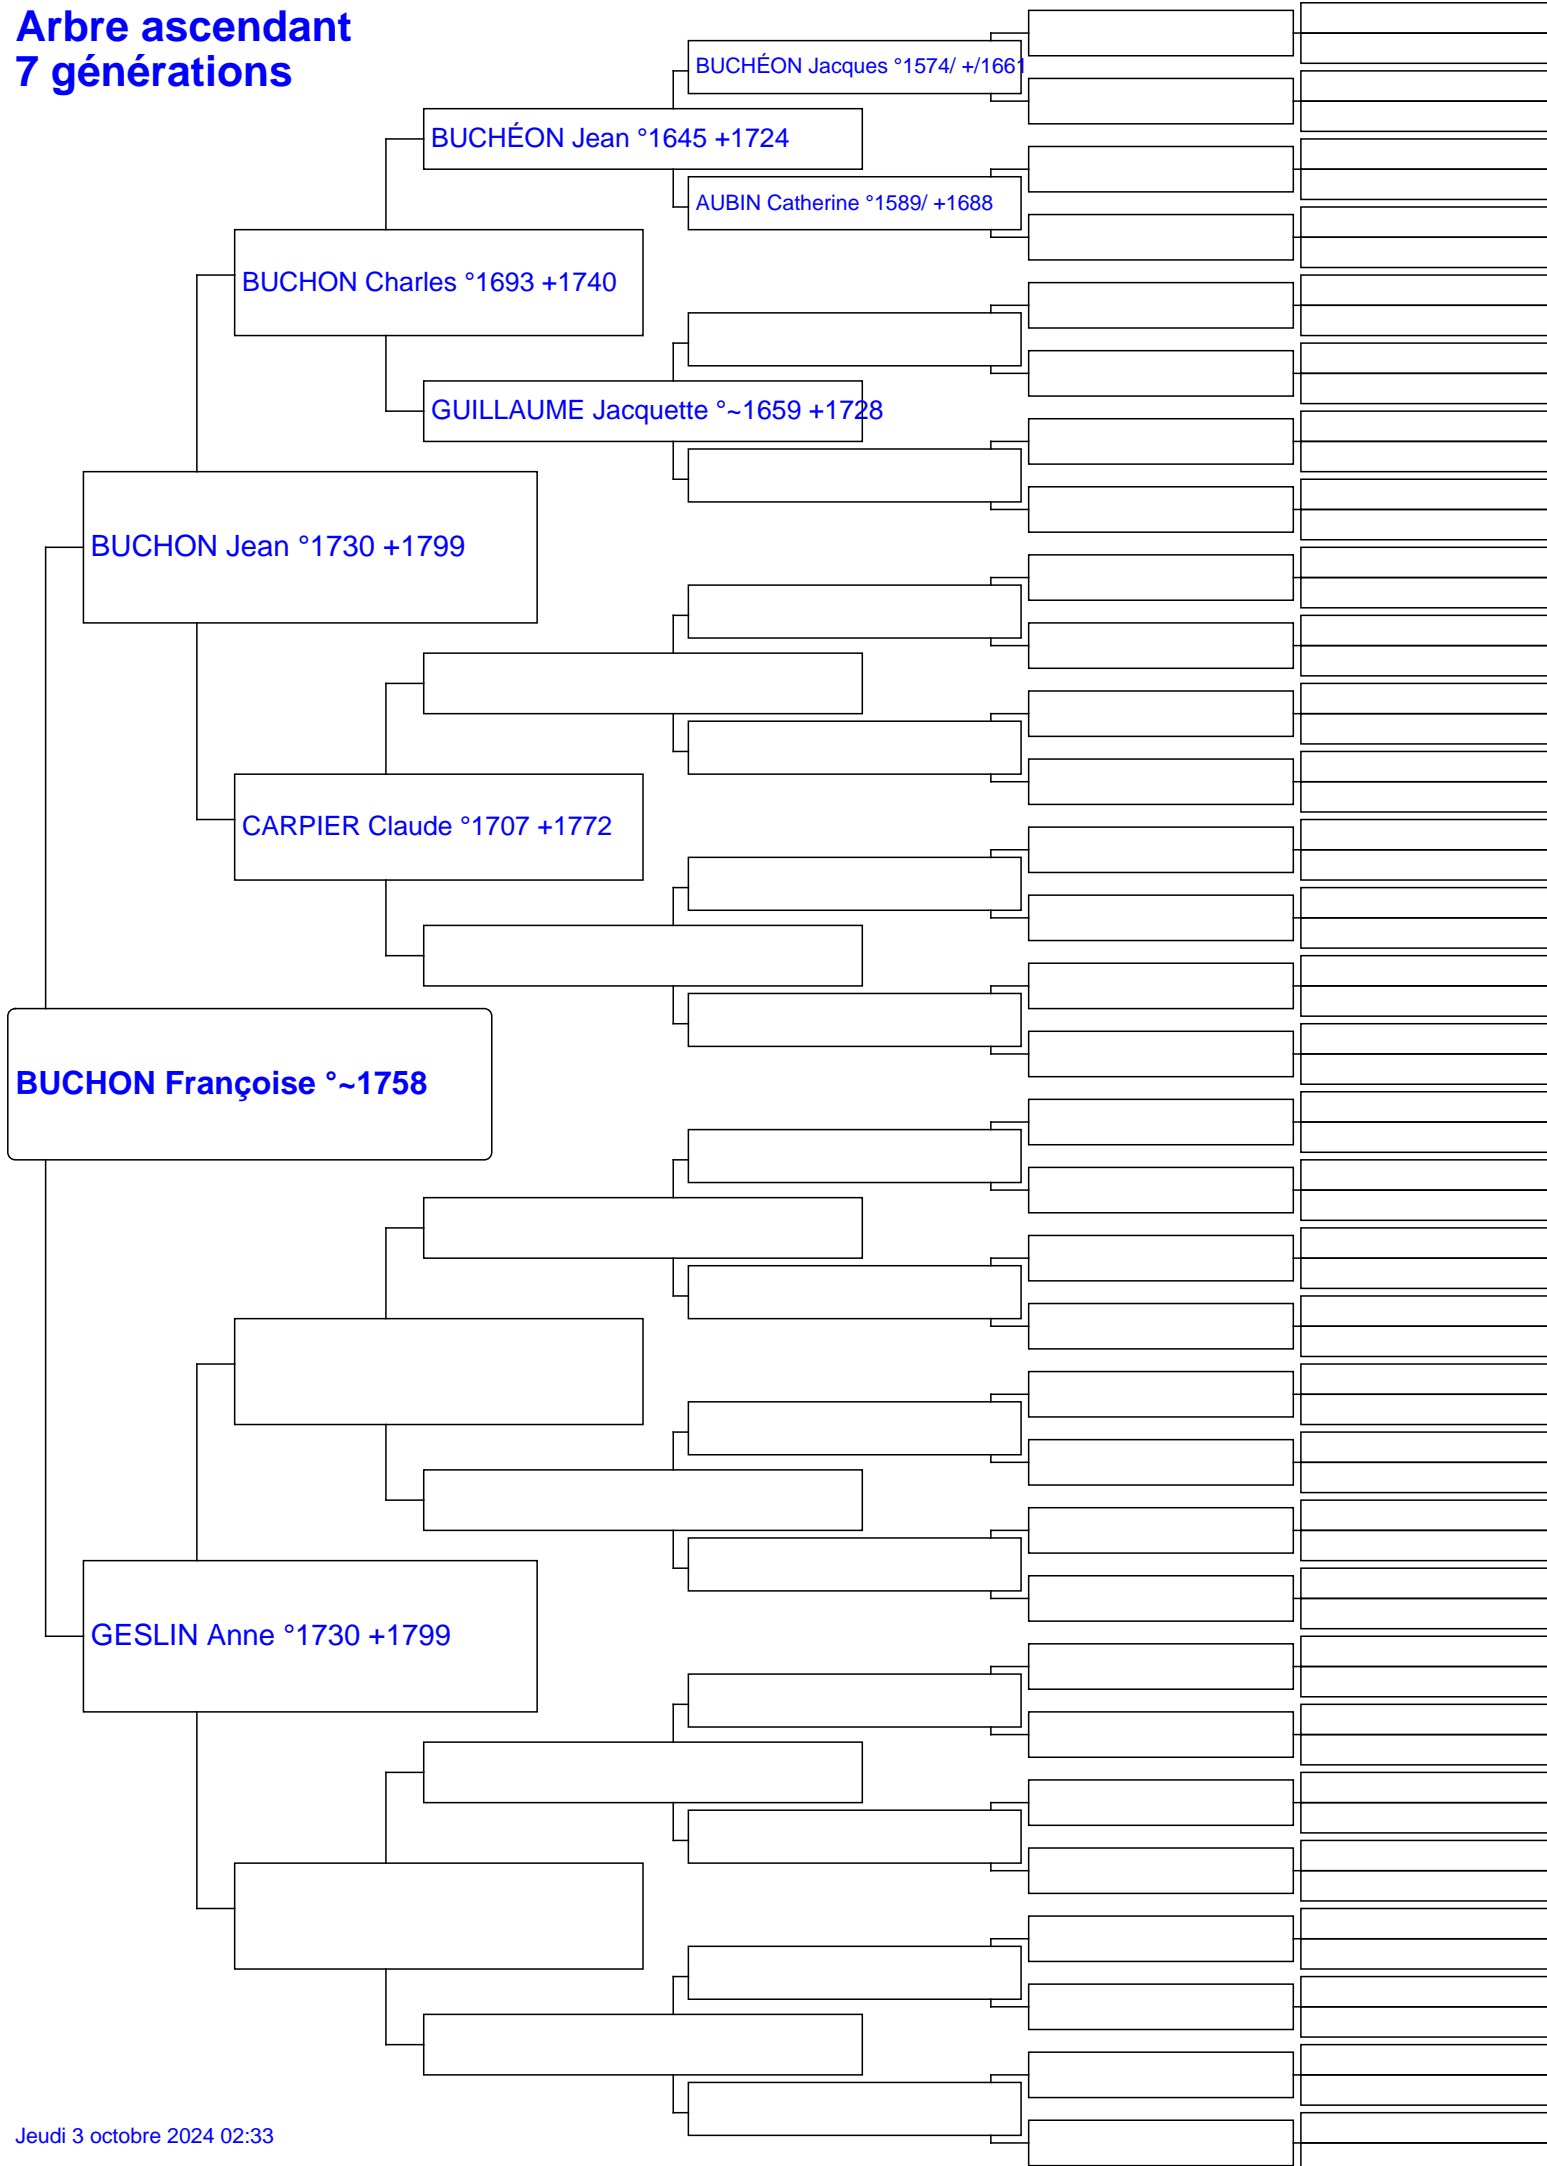 Arbre ascendant
7 générations
BUCHÉON Jacques °1574/ +/1661
BUCHÉON Jean °1645 +1724
AUBIN Catherine °1589/ +1688
BUCHON Charles °1693 +1740
GUILLAUME Jacquette °~1659 +1728
BUCHON Jean °1730 +1799
CARPIER Claude °1707 +1772
BUCHON Françoise °~1758
GESLIN Anne °1730 +1799
Jeudi 3 octobre 2024 02:33